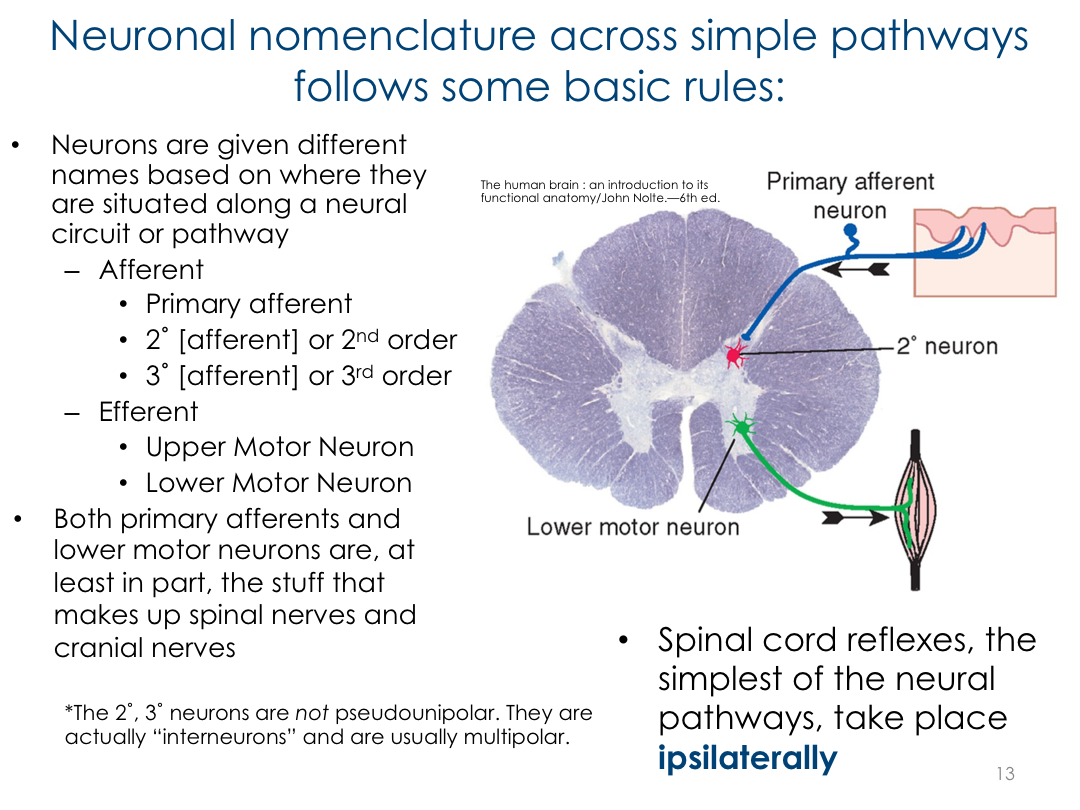 Neuronal nomenclature across simple pathways
follows some basic rules:
• Neurons are given different
names based on where they
are situated along a neural
circuit or pathway
– Afferent
• Primary afferent
• 2˚ [afferent] or 2nd order
• 3˚ [afferent] or 3rd order
– Efferent
• Upper Motor Neuron
• Lower Motor Neuron
• Both primary afferents and
lower motor neurons are, at
least in part, the stuff that
makes up spinal nerves and
cranial nerves
*The 2˚, 3˚ neurons are not pseudounipolar. They are
actually “interneurons” and are usually multipolar.
The human brain : an introduction to its
functional anatomy/John Nolte.—6th ed.
Primary afferent
neuron
2˚ neuron
Lower motor neuron
• Spinal cord reflexes, the
simplest of the neural
pathways, take place
ipsilaterally
13